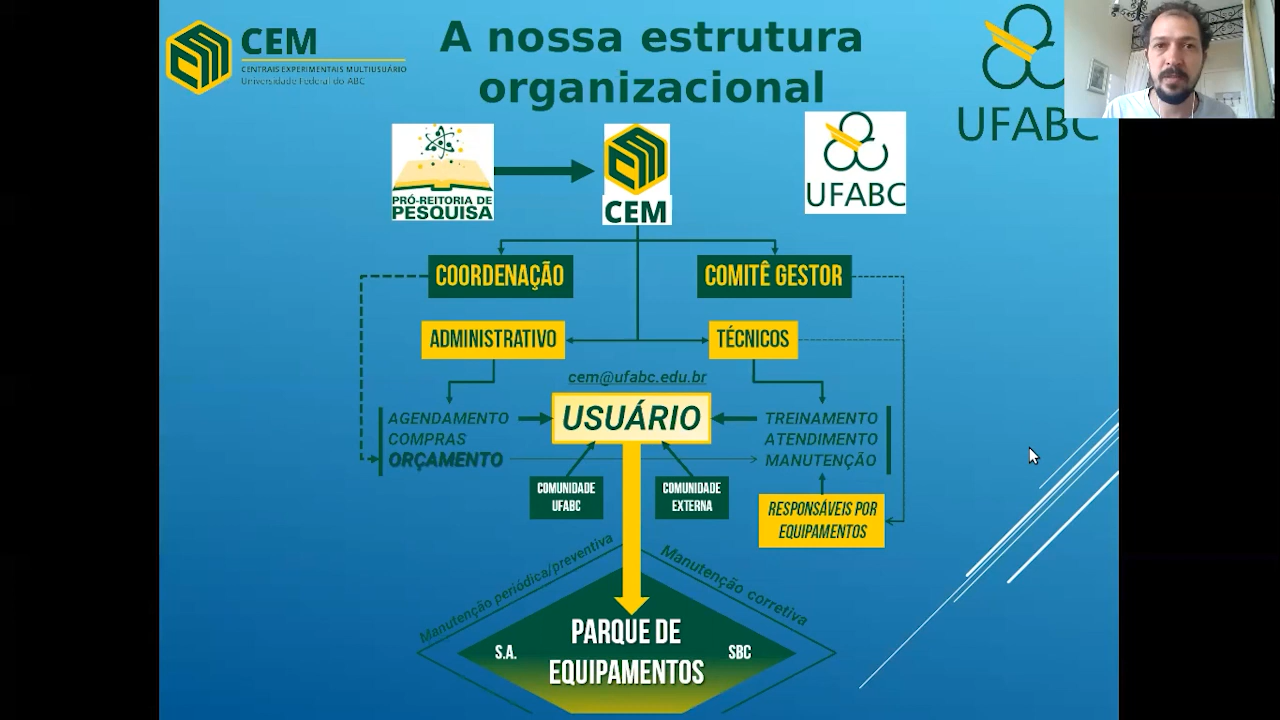 CEM
CENTRAIS EXPERIMENTAIS MULTIUSUÁRIO
Universidade Federal do ABC
A nossa estrutura
organizacional
UFABC
PRÓ-REITORIA DE
PESQUISA
CEM
UFABC
COORDENAÇÃO
COMITÊ GESTOR
ADMINISTRATIVO
TÉCNICOS
cem@ufabc.edu.br
AGENDAMENTO
COMPRAS
ORÇAMENTO
USUÁRIO
TREINAMENTO
ATENDIMENTO
MANUTENÇÃO
COMUNIDADE
UFABC
COMUNIDADE
EXTERNA
RESPONSÁVEIS POR
EQUIPAMENTOS
Manutenção periódica/preventiva
Manutenção corretiva
S.A.
PARQUE DE
EQUIPAMENTOS
SBC